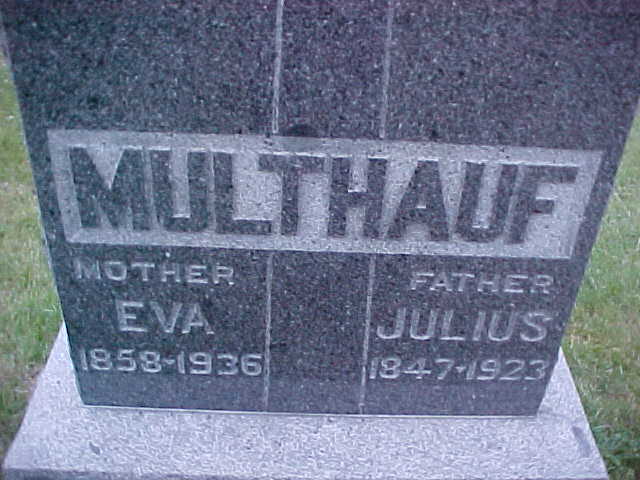 MULTHAUF
MOTHER
EVA
1858-1936
FATHER
JULIUS
1847-1923